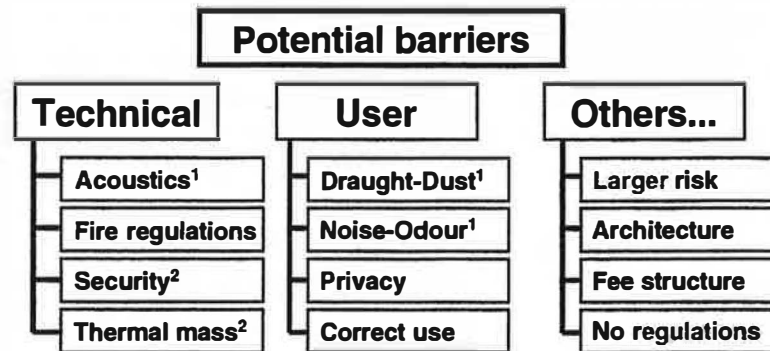 Potential barriers
Technical
Acoustics¹
Fire regulations
Security²
Thermal mass²
User
Draught-Dust¹
Noise-Odour¹
Privacy
Correct use
Others...
Larger risk
Architecture
Fee structure
No regulations